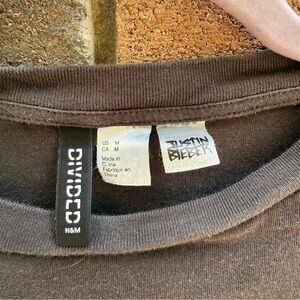 DIVIDED
H&M
US M
CA M
Made in
China
Fabriqué en
Chine
JUSTIN
BIEBER